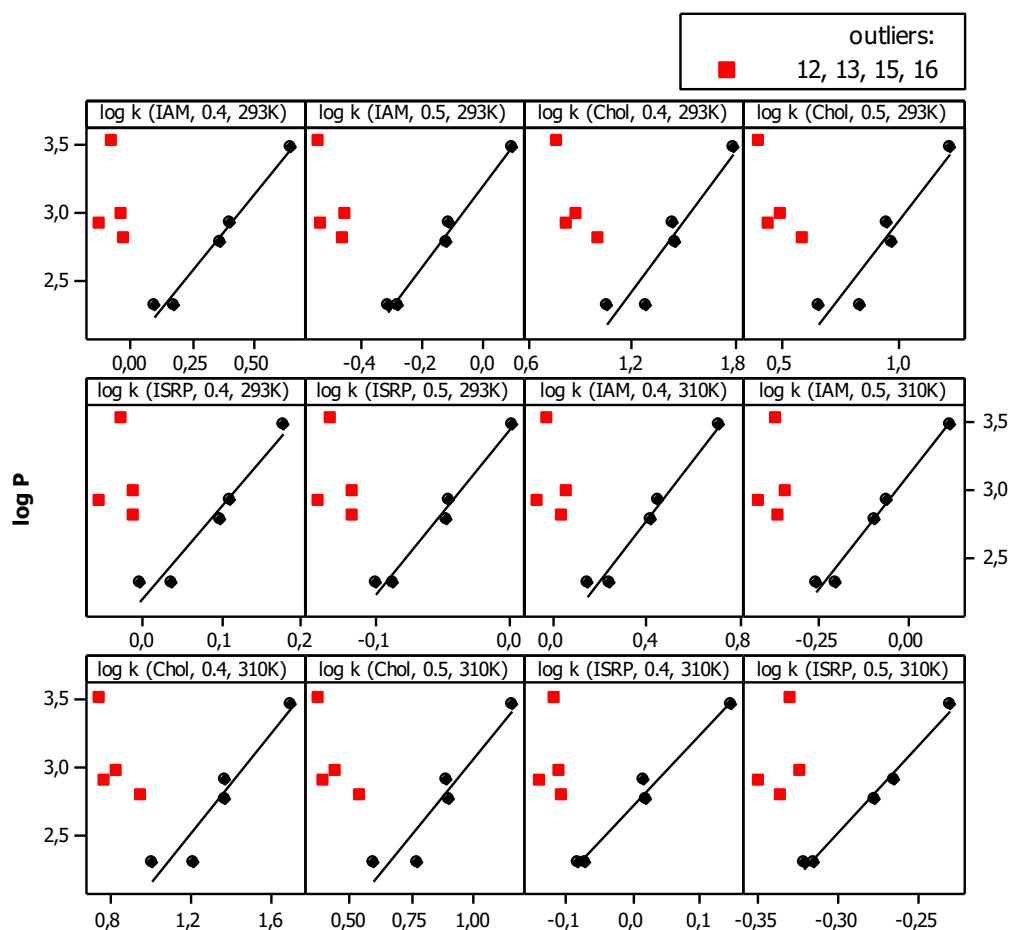 outliers:
12, 13, 15, 16
log k (IAM, 0.4, 293K) log k (IAM, 0.5, 293K) log k (Chol, 0.4, 293K) log k (Chol, 0.5, 293K)
3,5
3,0
2,5
0,00 0,25 0,50 -0,4 -0,2 0,0 0,6 1,2 1,8 0,5 1,0
log k (ISRP, 0.4, 293K) log k (ISRP, 0.5, 293K) log k (IAM, 0.4, 310K) log k (IAM, 0.5, 310K)
3,5
log P
3,0
2,5
0,0 0,1 0,2 -0,1 0,0 0,0 0,4 0,8 -0,25 0,00
log k (Chol, 0.4, 310K) log k (Chol, 0.5, 310K) log k (ISRP, 0.4, 310K) log k (ISRP, 0.5, 310K)
3,5
3,0
2,5
0,8 1,2 1,6 0,50 0,75 1,00 -0,1 0,0 0,1 -0,35 -0,30 -0,25